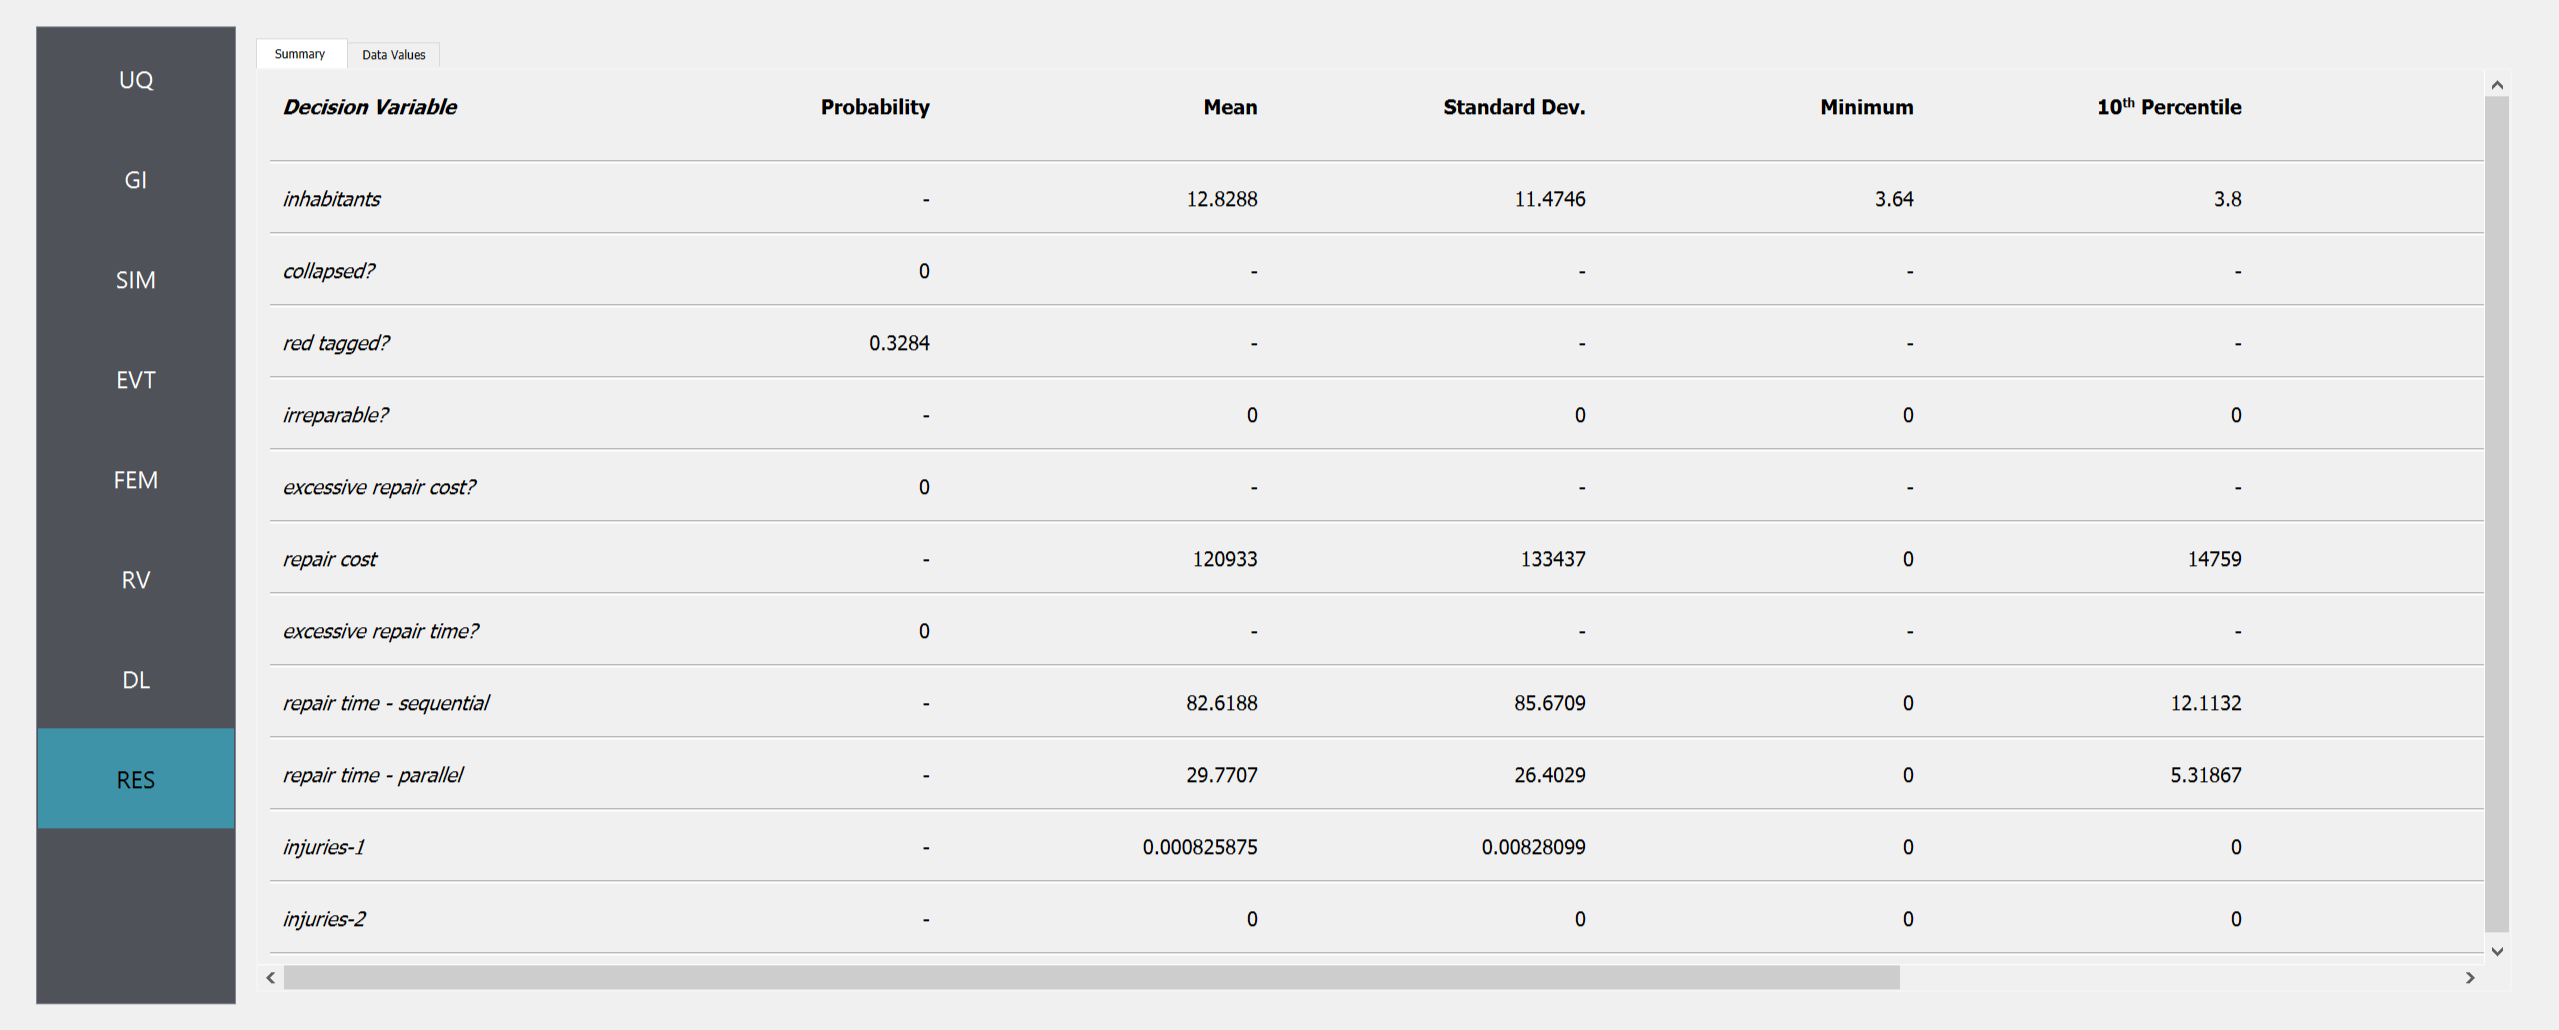 UQ
GI
SIM
EVT
FEM
RV
DL
RES
Summary Data Values
Decision Variable Probability Mean Standard Dev. Minimum 10th Percentile
inhabitants - 12.8288 11.4746 3.64 3.8
collapsed? 0 - - - -
red tagged? 0.3284 - - - -
irreparable? - 0 0 0 0
excessive repair cost? 0 - - - -
repair cost - 120933 133437 0 14759
excessive repair time? 0 - - - -
repair time - sequential - 82.6188 85.6709 0 12.1132
repair time - parallel - 29.7707 26.4029 0 5.31867
injuries-1 - 0.000825875 0.00828099 0 0
injuries-2 - 0 0 0 0